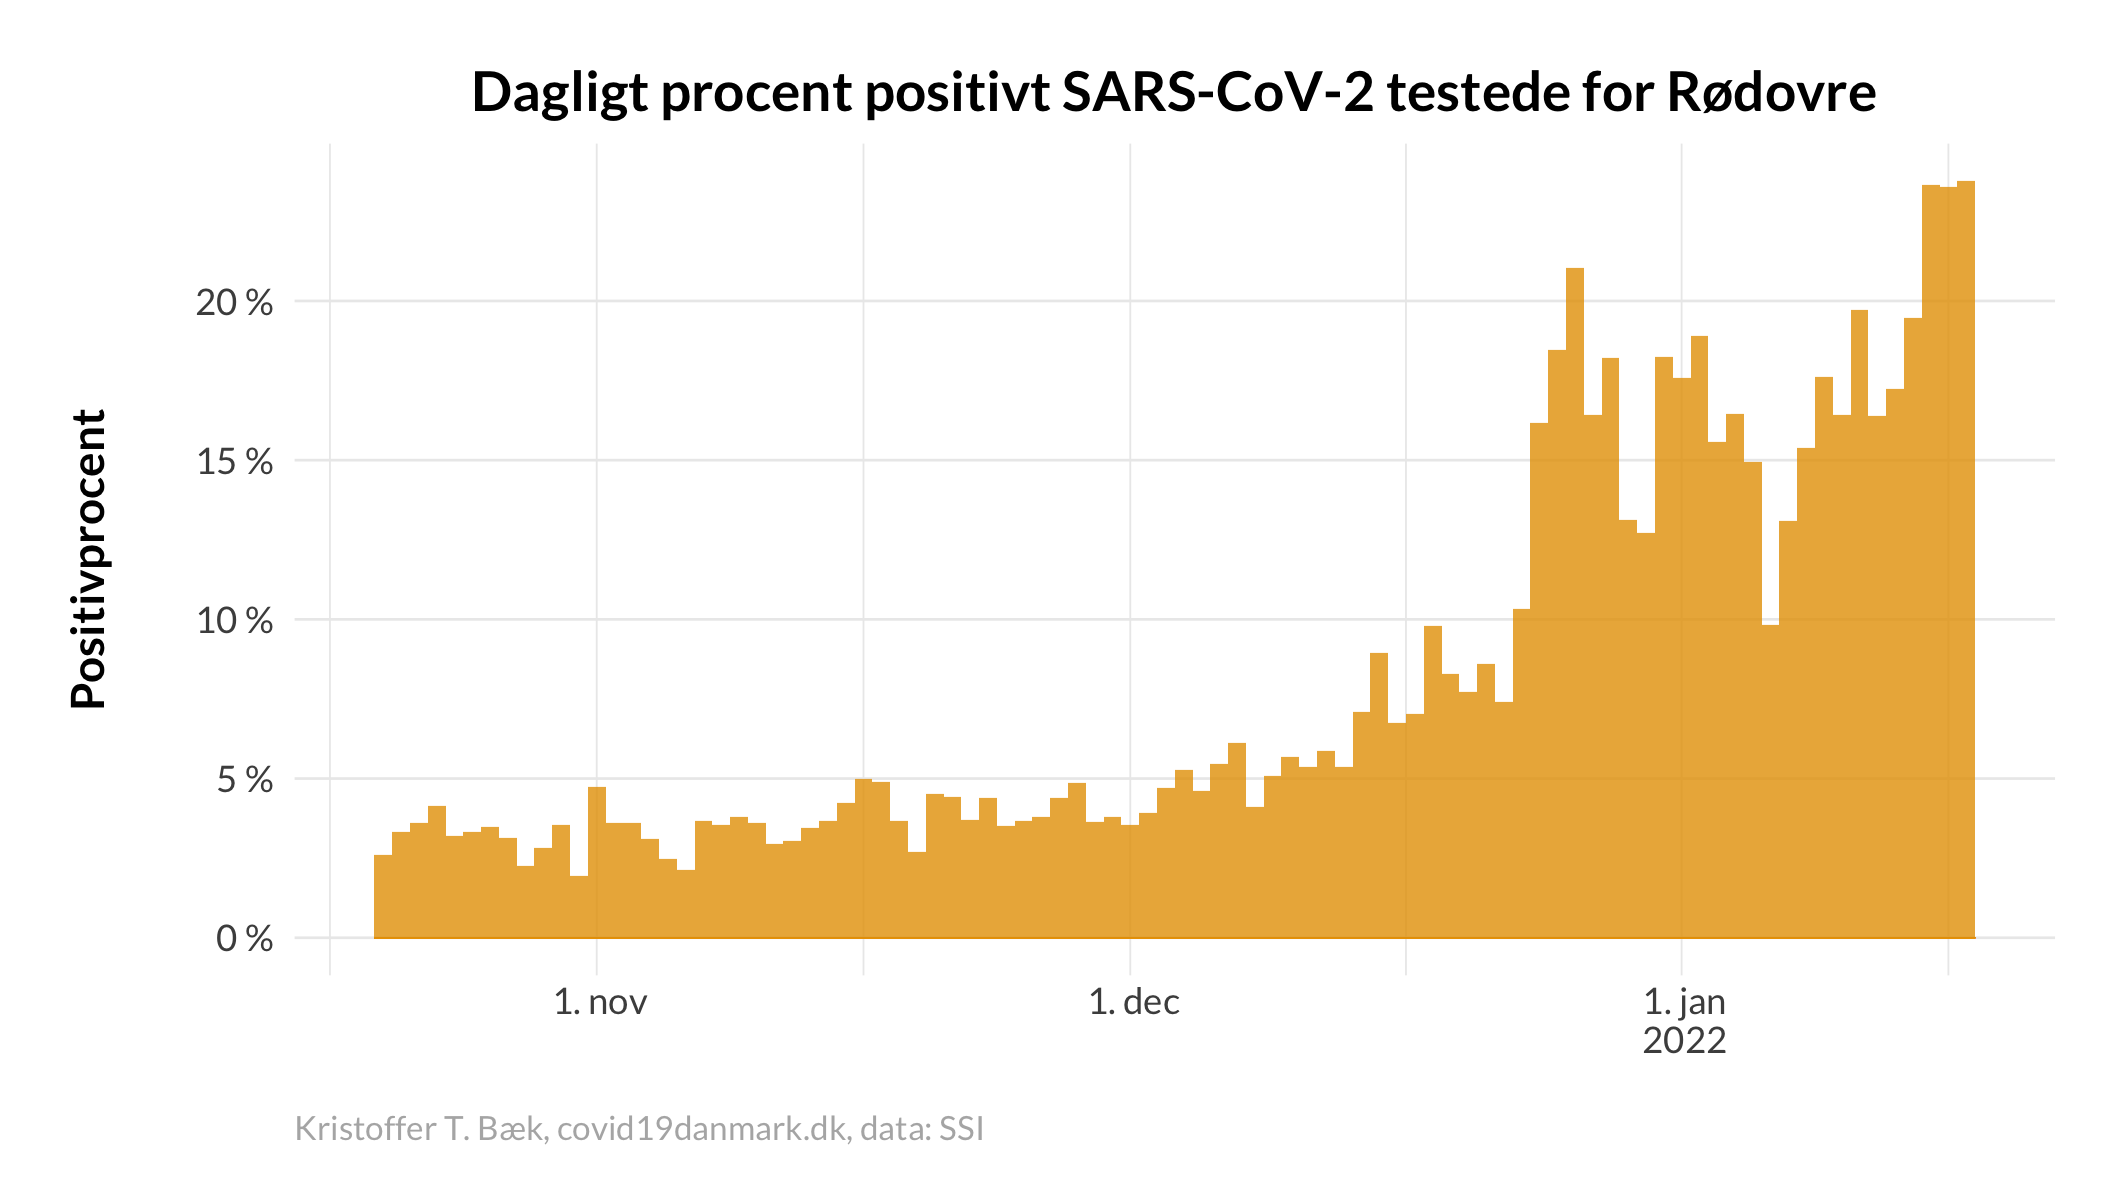 Dagligt procent positivt SARS-CoV-2 testede for Rødovre
Positivprocent
20 %
15 %
10 %
5 %
0 %
1. nov
1. dec
1. jan
2022
Kristoffer T. Bæk, covid19danmark.dk, data: SSI